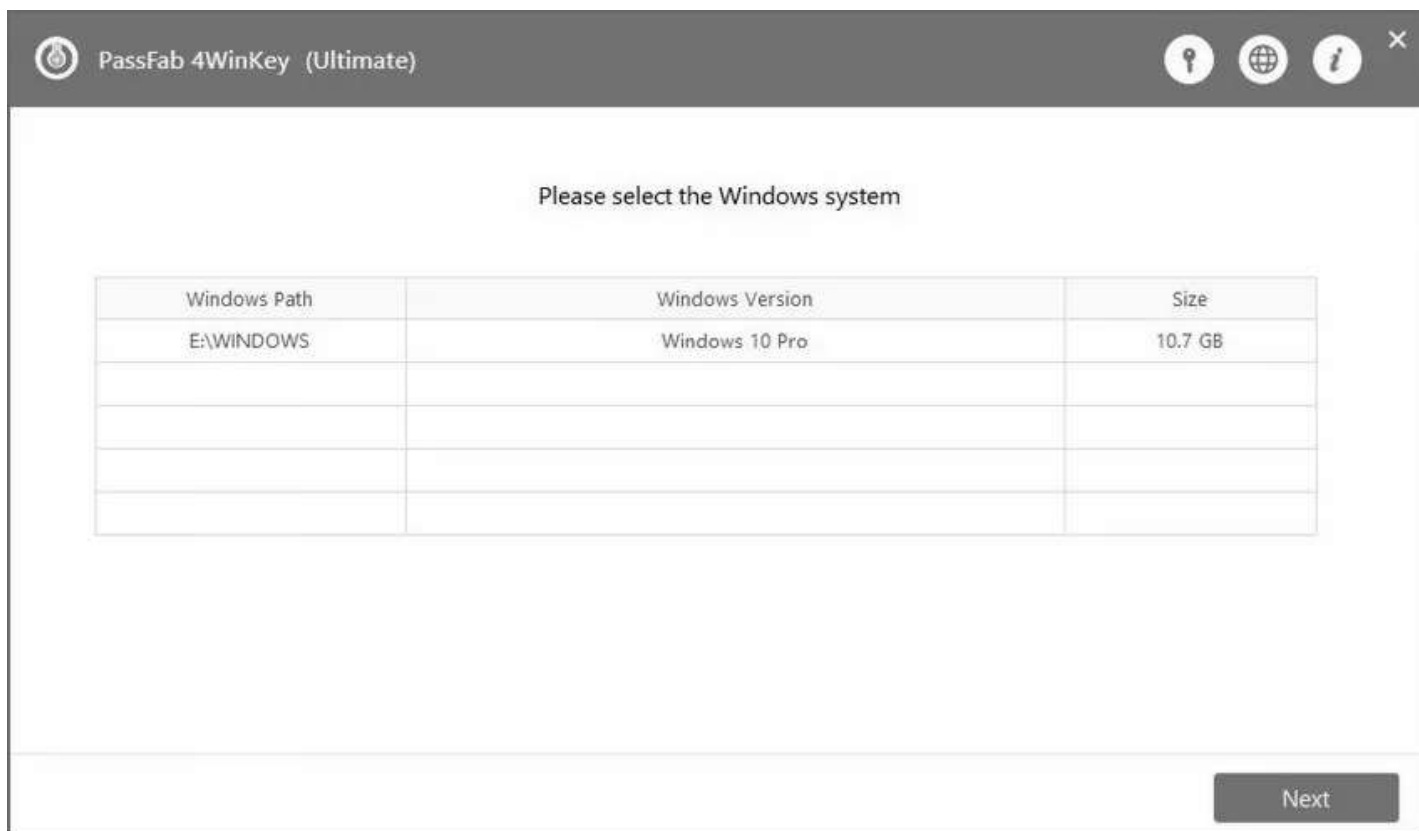 PassFab 4WinKey (Ultimate)
Please select the Windows system
Windows Path Windows Version Size
E:\WINDOWS Windows 10 Pro 10.7 GB
Next